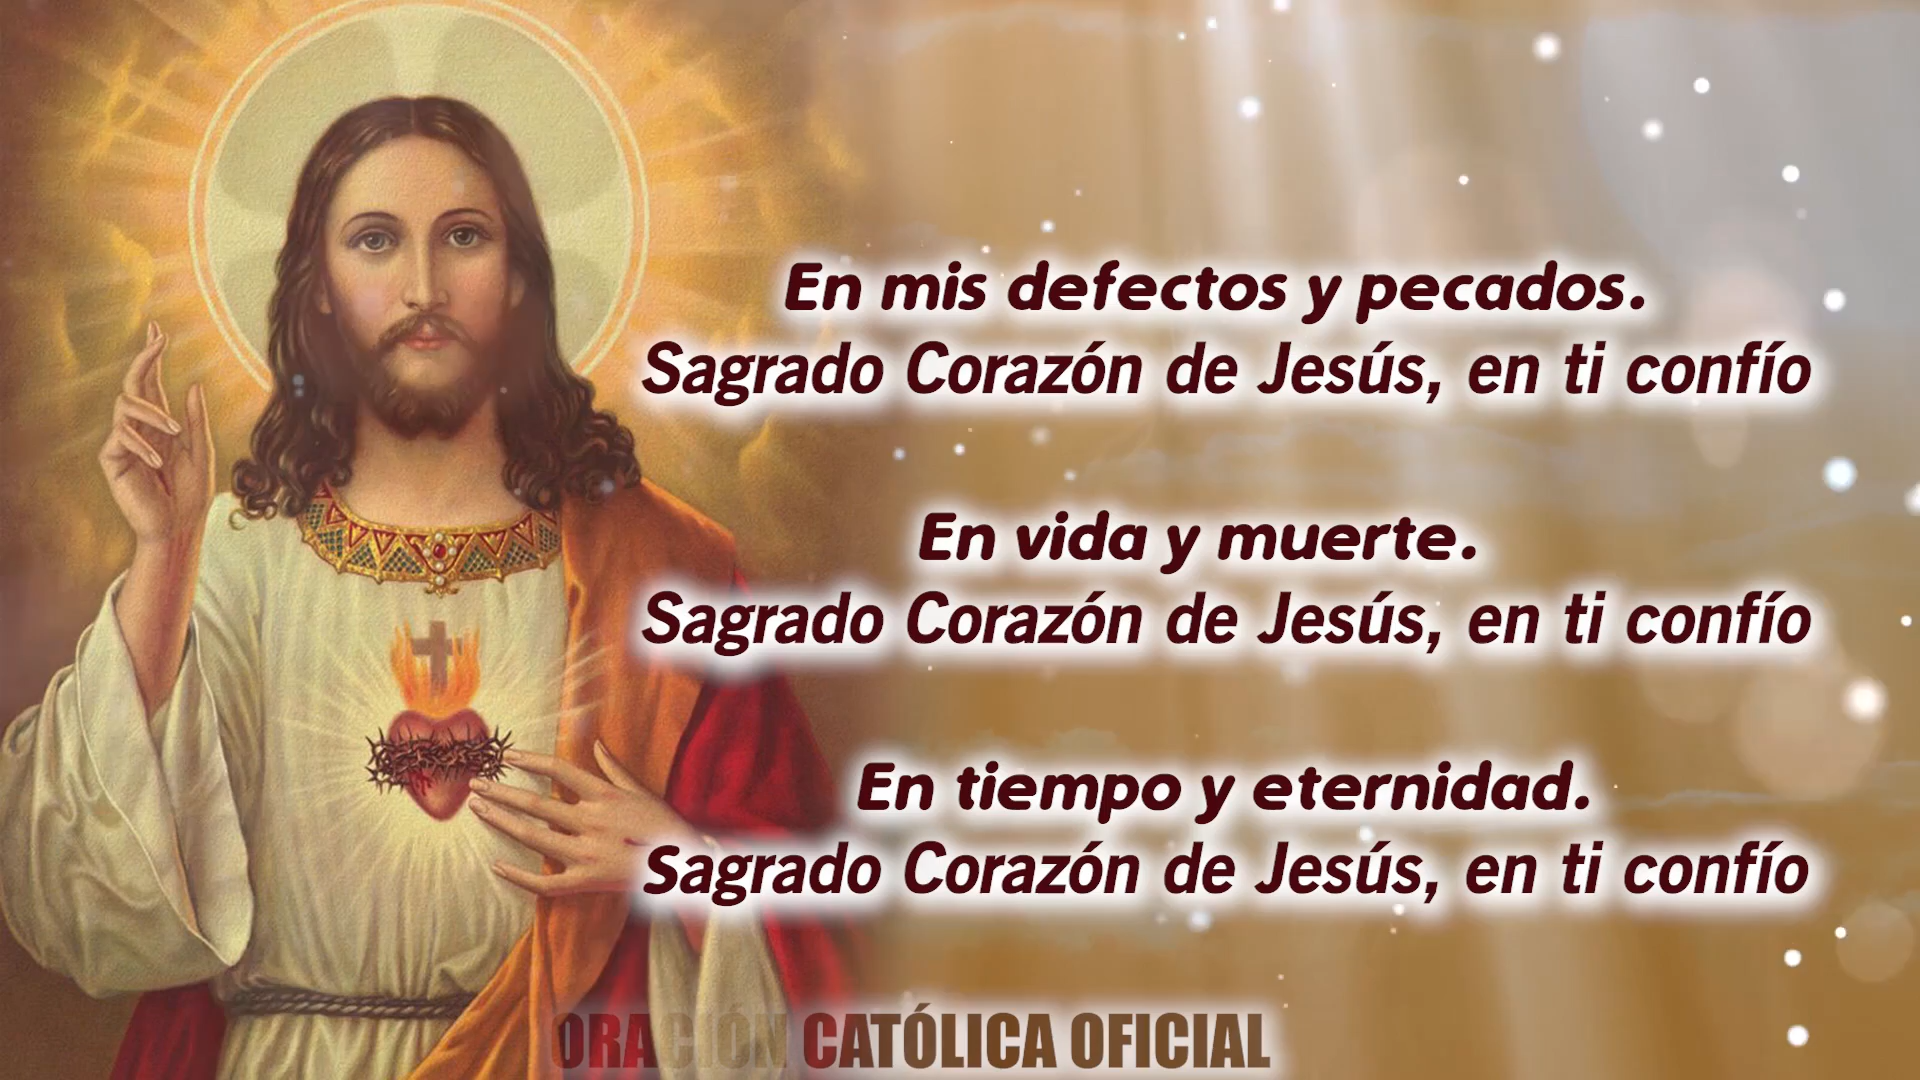 En mis defectos y pecados.
Sagrado Corazón de Jesús, en ti confío
En vida y muerte.
Sagrado Corazón de Jesús, en ti confío
En tiempo y eternidad.
Sagrado Corazón de Jesús, en ti confío
ORACIÓN CATÓLICA OFICIAL